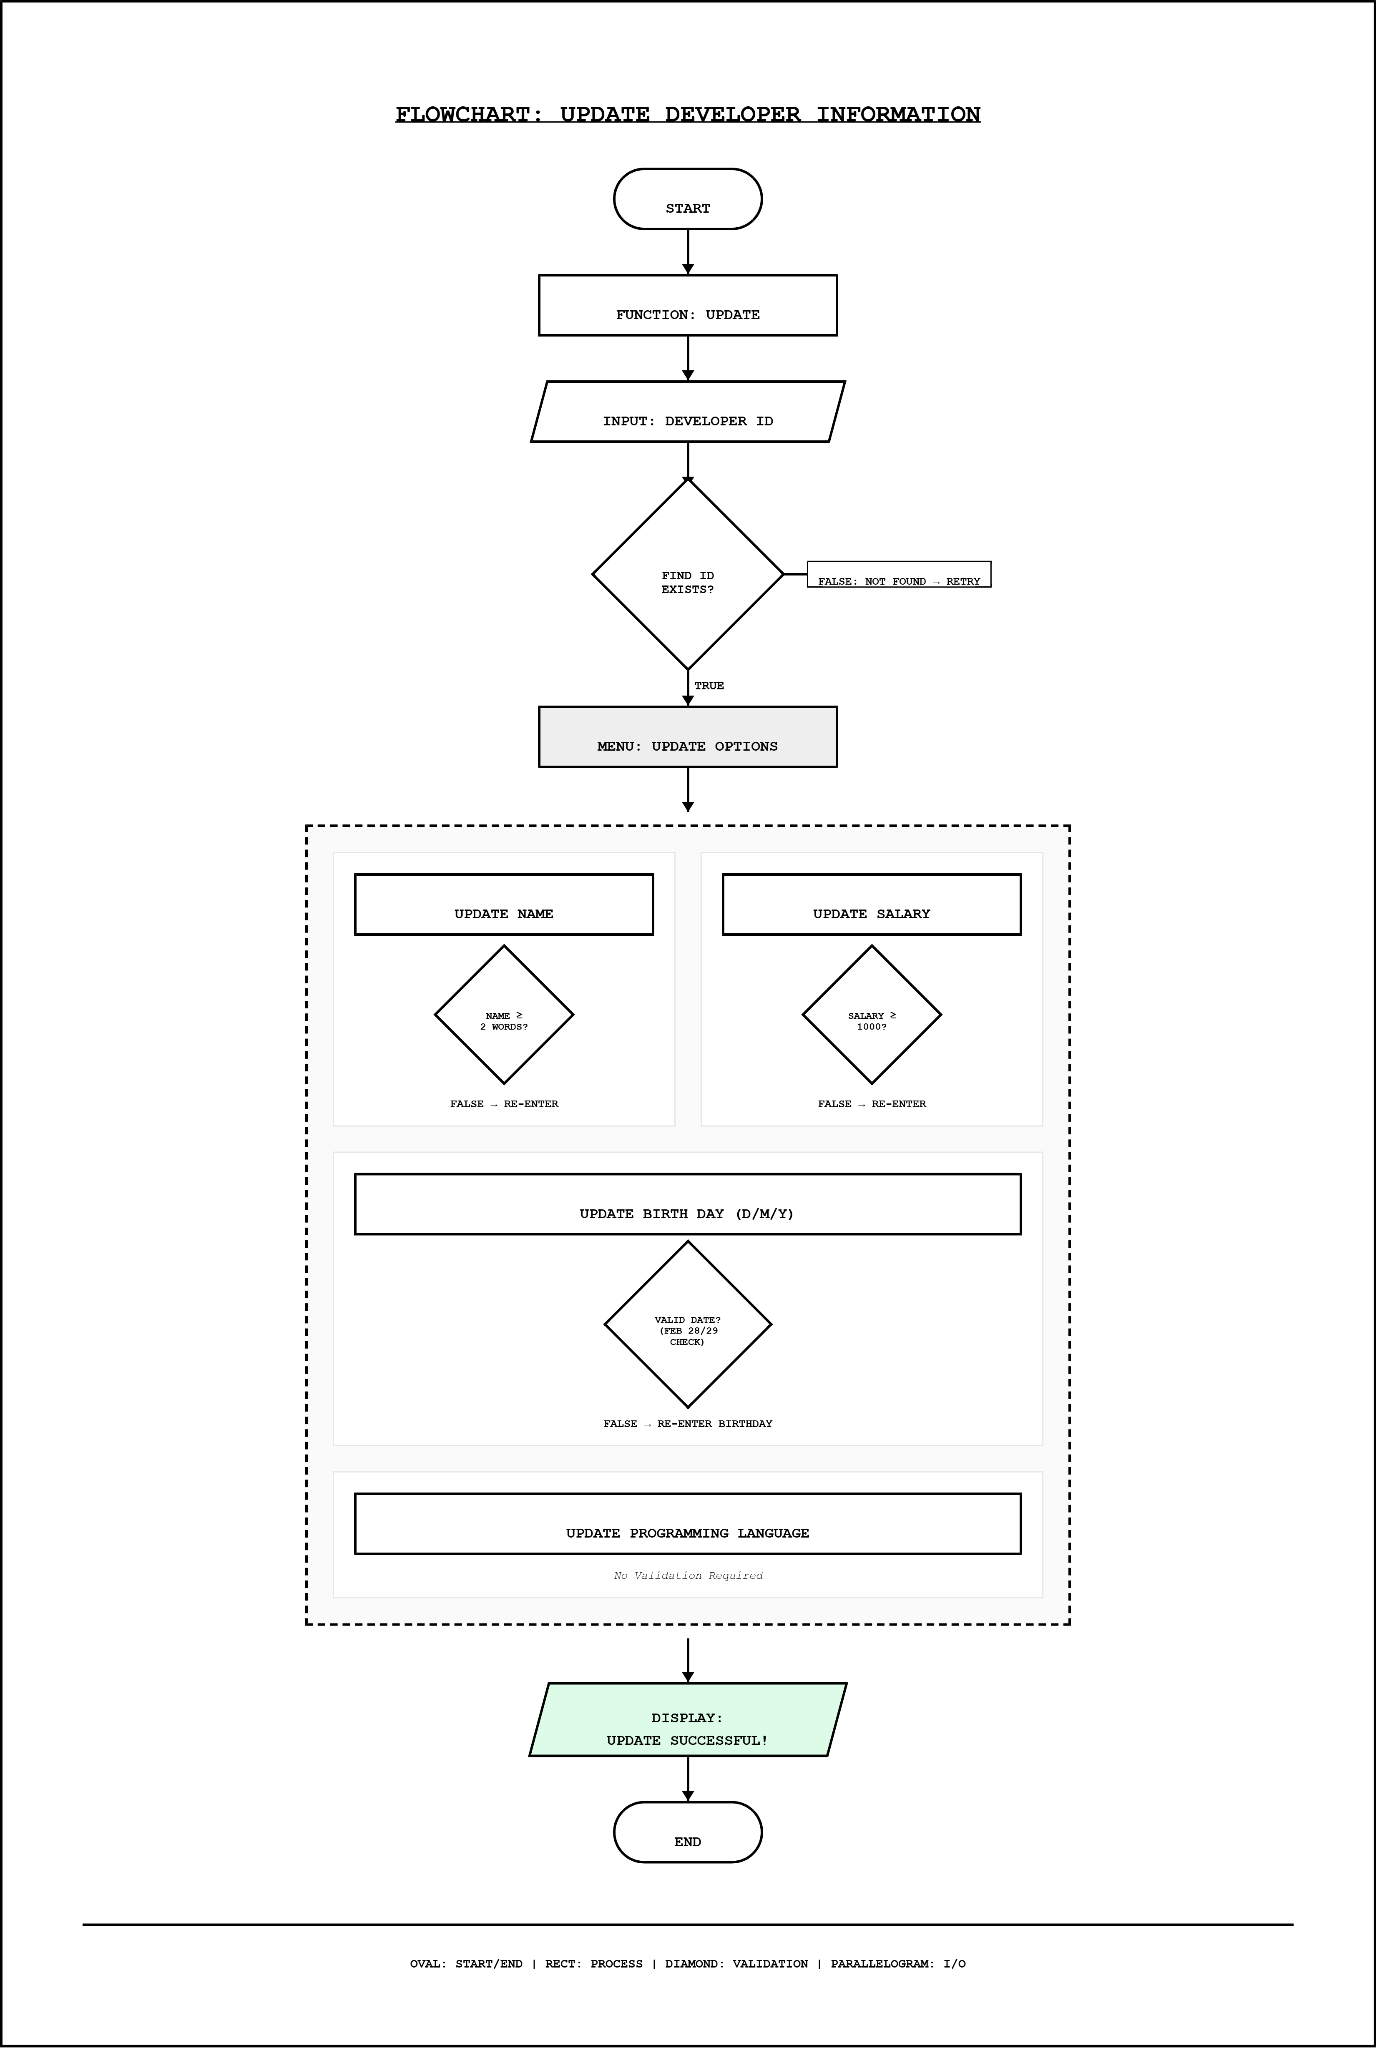 FLOWCHART: UPDATE DEVELOPER INFORMATION
START
FUNCTION: UPDATE
INPUT: DEVELOPER ID
FIND ID
EXISTS?
FALSE: NOT FOUND → RETRY
TRUE
MENU: UPDATE OPTIONS
UPDATE NAME
NAME ≥
2 WORDS?
FALSE → RE-ENTER
UPDATE SALARY
SALARY ≥
1000?
FALSE → RE-ENTER
UPDATE BIRTH DAY (D/M/Y)
VALID DATE?
(FEB 28/29
CHECK)
FALSE → RE-ENTER BIRTHDAY
UPDATE PROGRAMMING LANGUAGE
No Validation Required
DISPLAY:
UPDATE SUCCESSFUL!
END
OVAL: START/END | RECT: PROCESS | DIAMOND: VALIDATION | PARALLELOGRAM: I/O